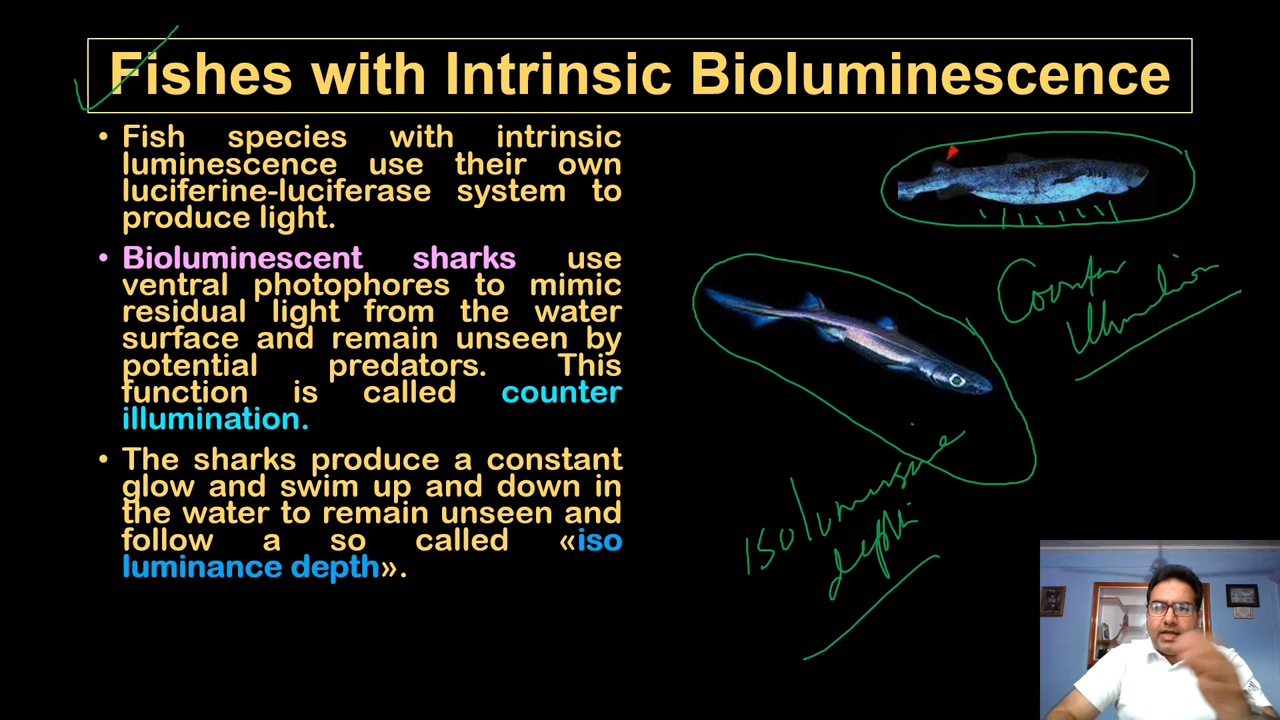 Fishes with Intrinsic Bioluminescence
• Fish species with intrinsic
luminescence use their own
luciferine-luciferase system to
produce light.
• Bioluminescent sharks use
ventral photophores to mimic
residual light from the water
surface and remain unseen by
potential predators. This
function is called counter
illumination.
• The sharks produce a constant
glow and swim up and down in
the water to remain unseen and
follow a so called «iso
luminance depth».
Counter
illumination
isoluminsine
depth